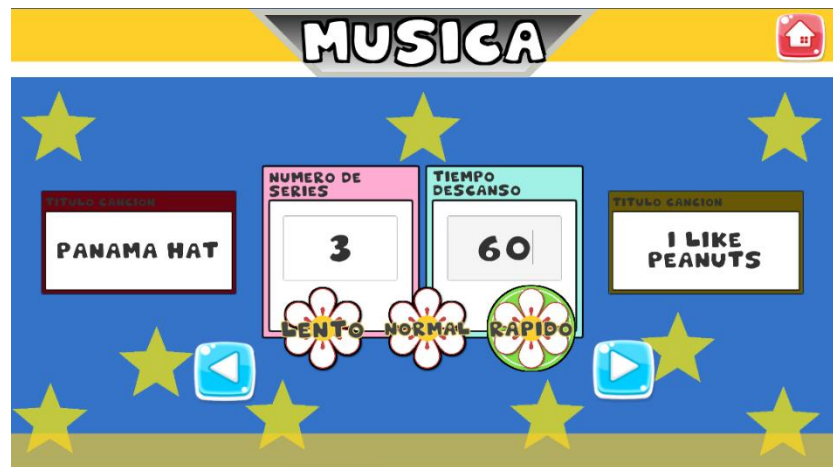 MUSICA
NUMERO DE
SERIES
TIEMPO
DESCANSO
TITULO CANCION
TITULO CANCION
PANAMA HAT
3
60
I LIKE
PEANUTS
LENTO
NORMAL
RAPIDO